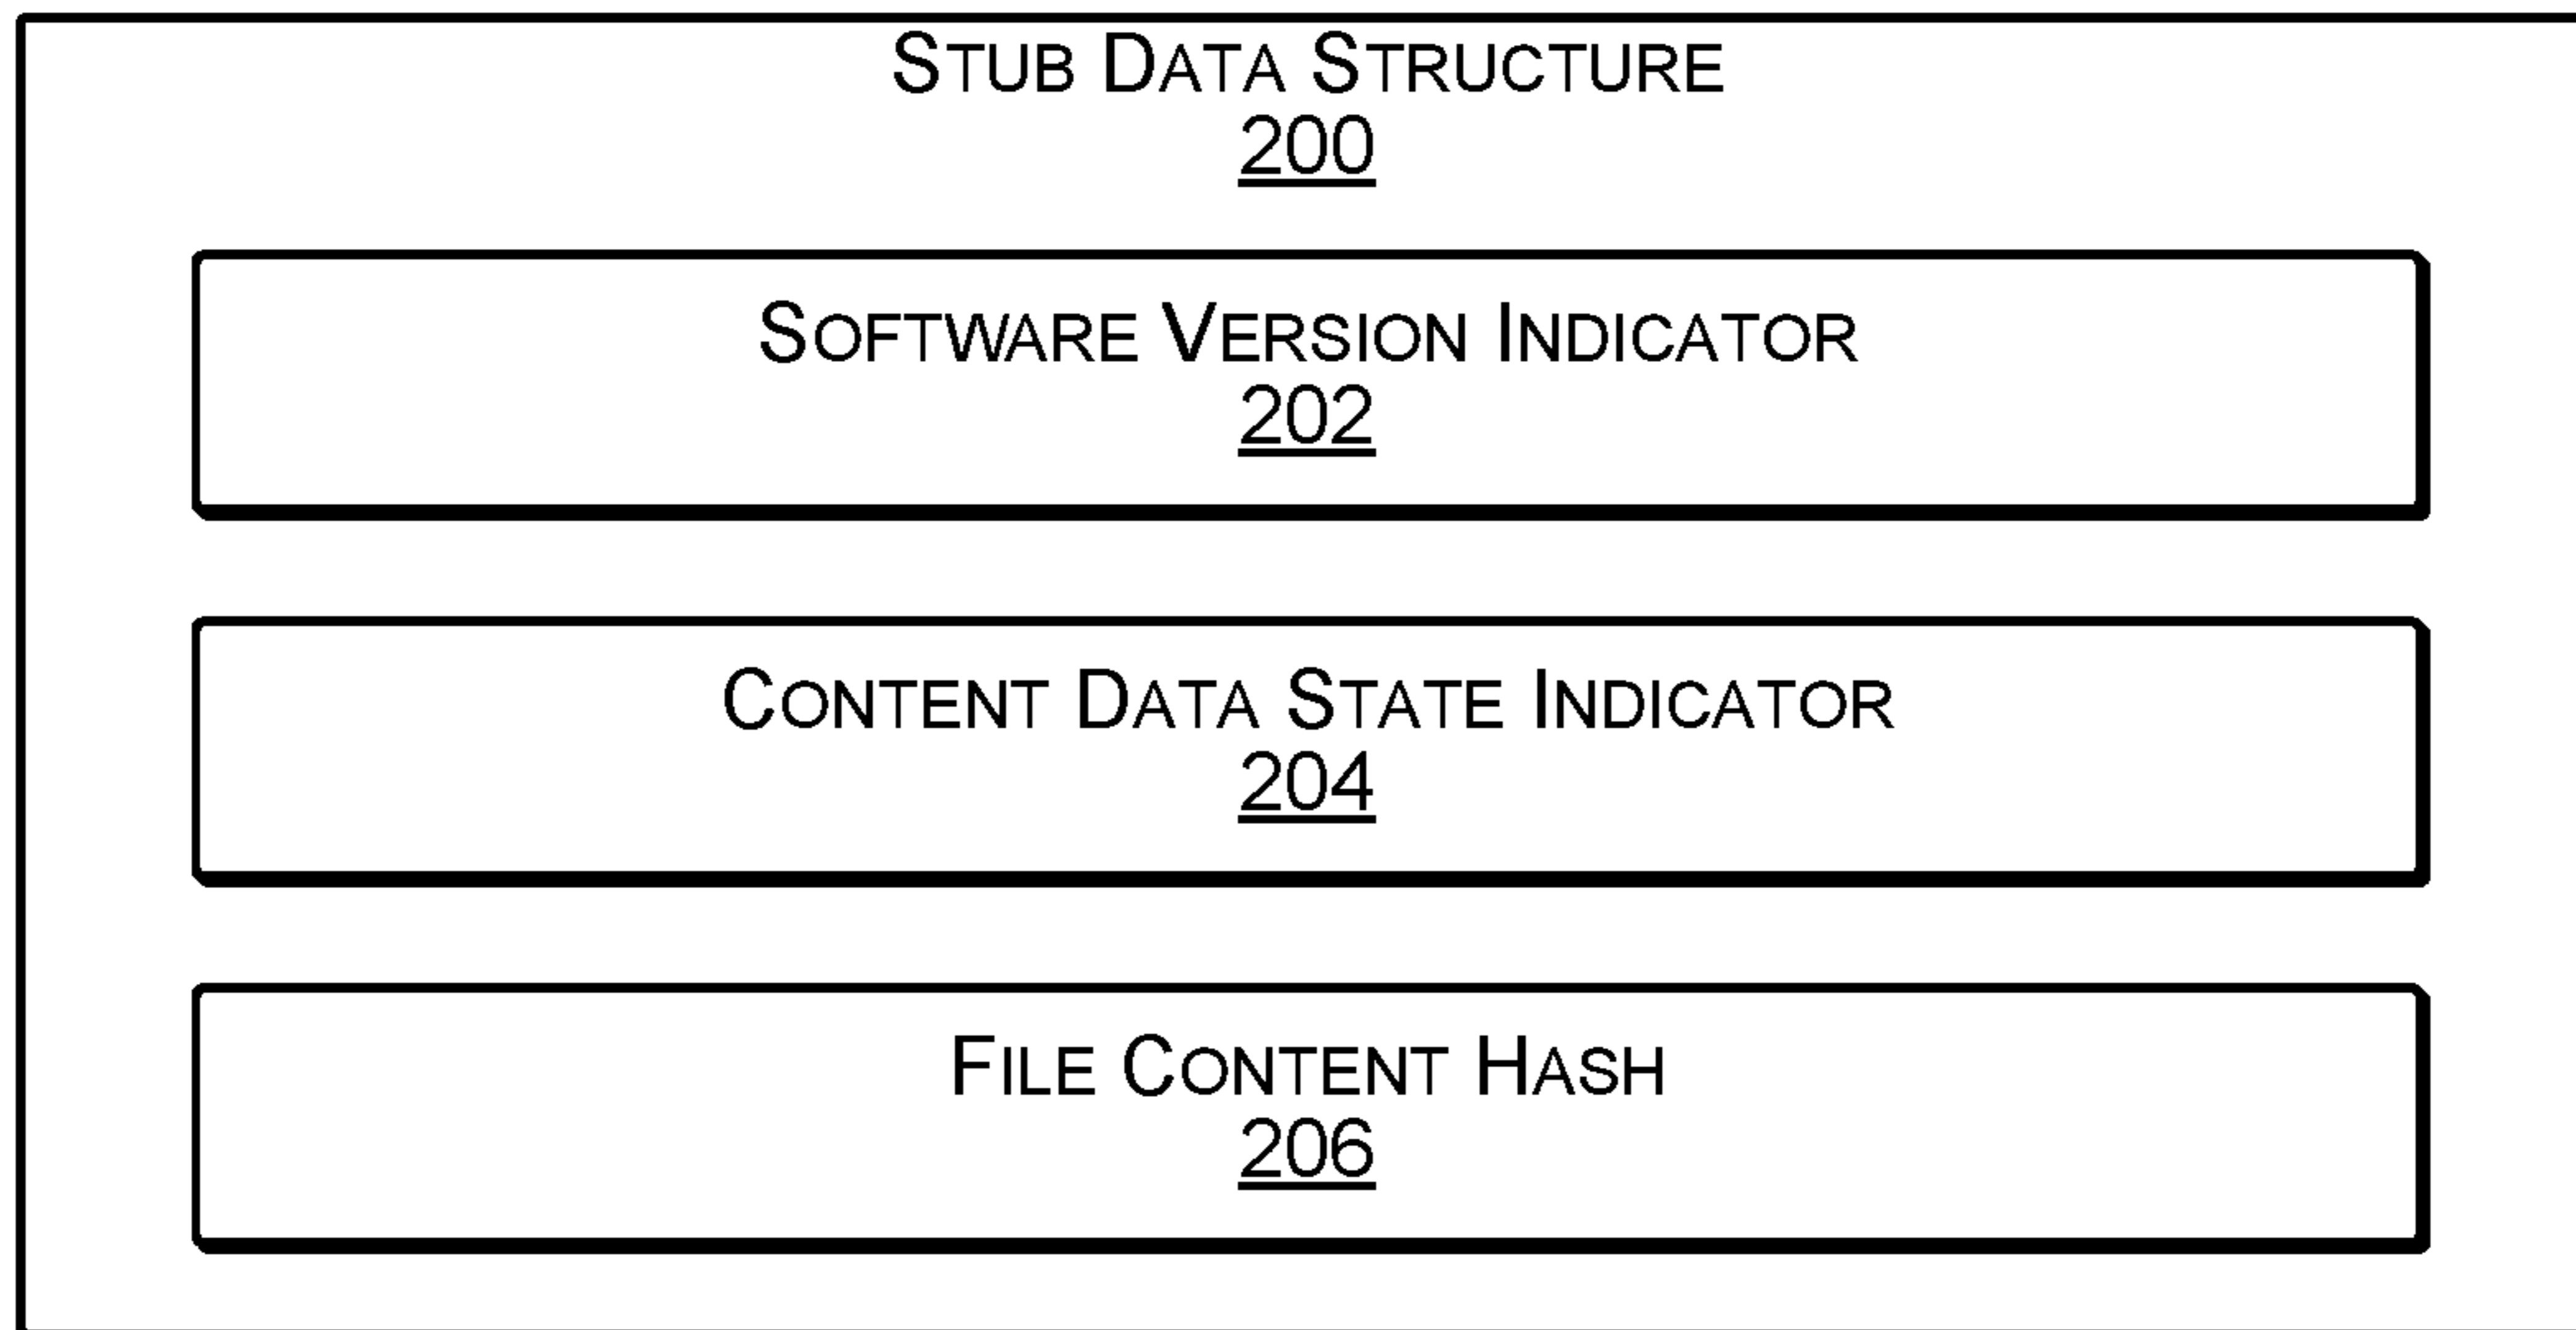 STUB DATA STRUCTURE
200
SOFTWARE VERSION INDICATOR
202
CONTENT DATA STATE INDICATOR
204
FILE CONTENT HASH
206